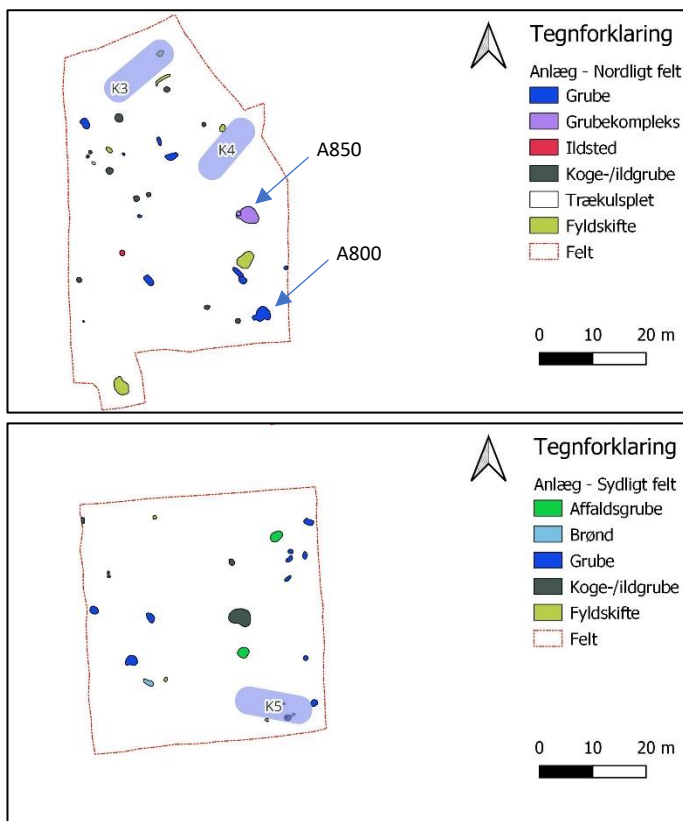 Tegnforklaring
Anlæg - Nordligt felt
Grube
Grubekompleks
Ildsted
Koge-/ildgrube
Trækulsplet
Fyldskifte
Felt
0 10 20 m
K3
K4
A850
A800
Tegnforklaring
Anlæg - Sydligt felt
Affaldsgrube
Brønd
Grube
Koge-/ildgrube
Fyldskifte
Felt
0 10 20 m
K5